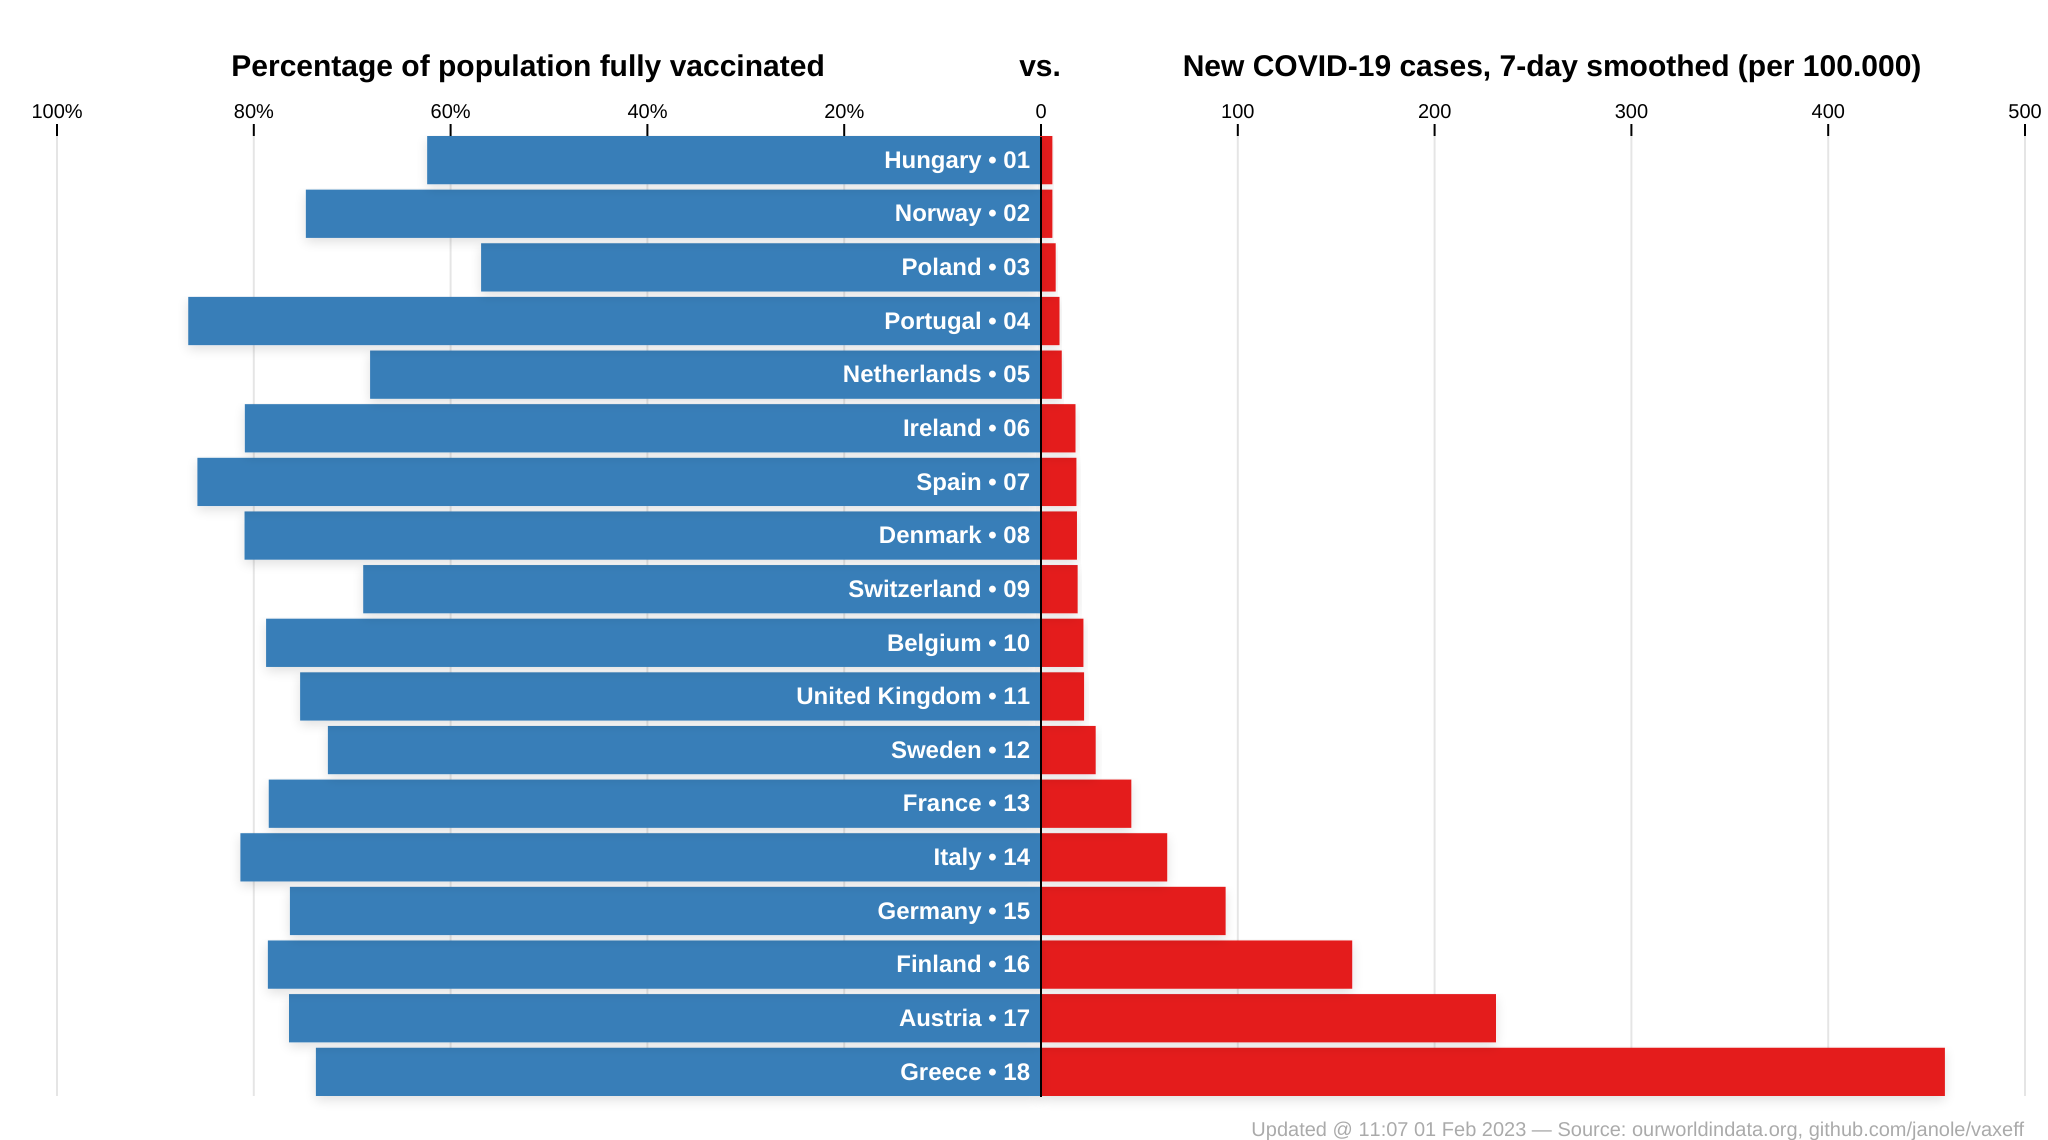 Percentage of population fully vaccinated vs. New COVID-19 cases, 7-day smoothed (per 100.000)
100% 80% 60% 40% 20% 0 100 200 300 400 500
Hungary • 01
Norway • 02
Poland • 03
Portugal • 04
Netherlands • 05
Ireland • 06
Spain • 07
Denmark • 08
Switzerland • 09
Belgium • 10
United Kingdom • 11
Sweden • 12
France • 13
Italy • 14
Germany • 15
Finland • 16
Austria • 17
Greece • 18
Updated @ 11:07 01 Feb 2023 — Source: ourworldindata.org, github.com/janole/vaxeff